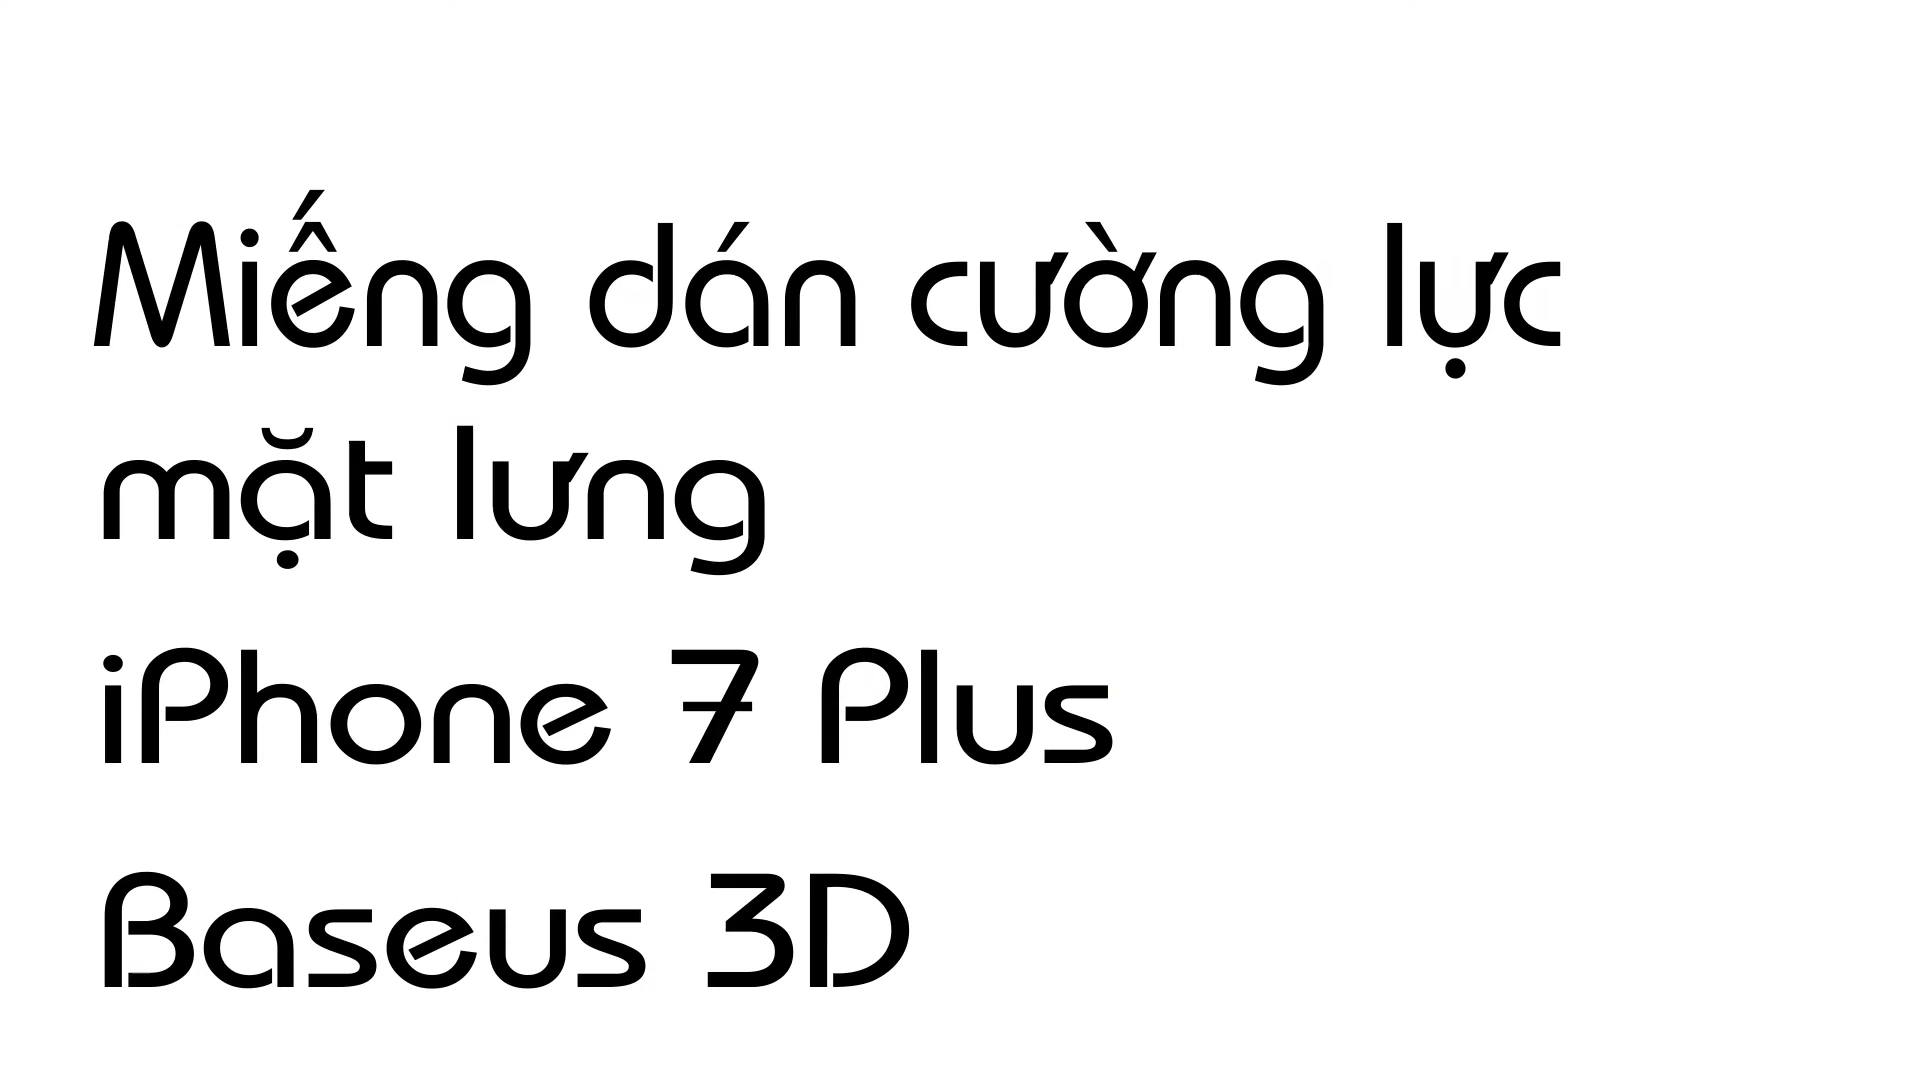 Miếng dán cường lực
mặt lưng
iPhone 7 Plus
Baseus 3D